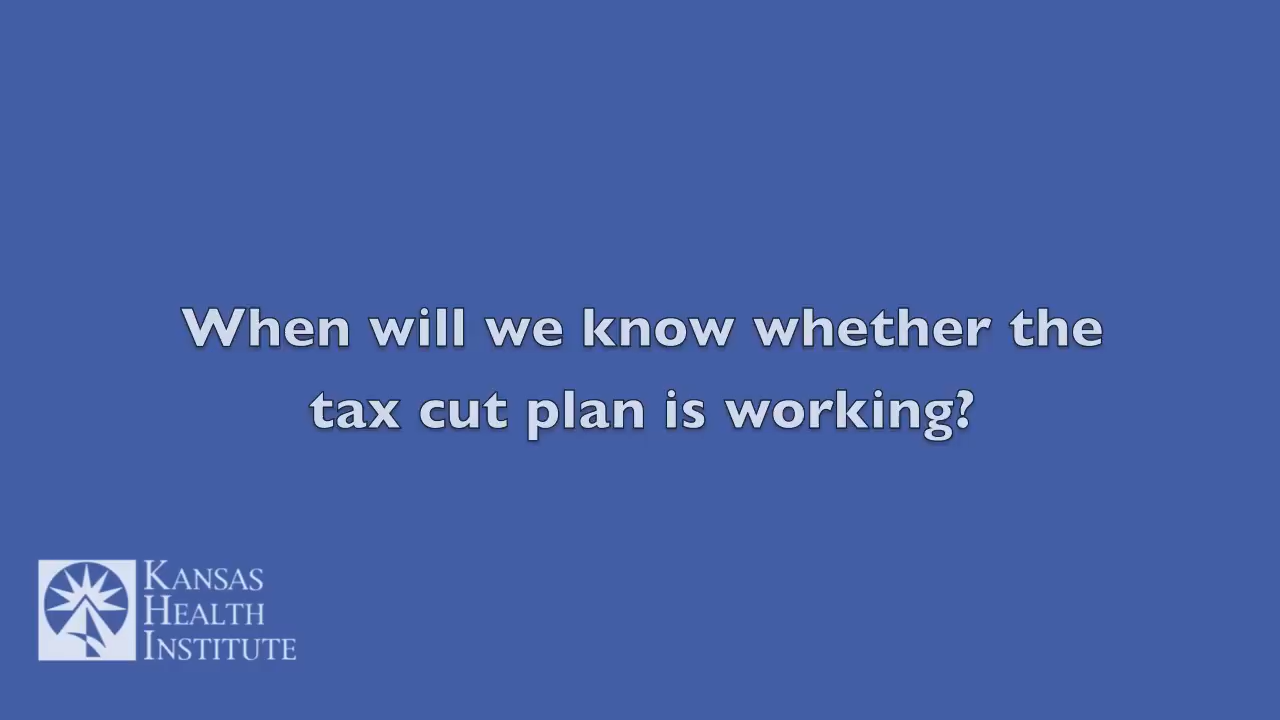 When will we know whether the
tax cut plan is working?
KANSAS
HEALTH
INSTITUTE